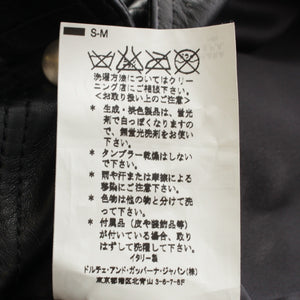 S-M
洗濯方法についてはクリー
ニング店にご相談下さい。
<お取り扱い上のご注意>
* 生成・淡色製品は、蛍光
剤で白っぽくなりますの
で、無蛍光洗剤をお使い
下さい。
* タンブラー乾燥はしない
で下さい。
* 雨や汗または摩擦による
移染にご注意下さい。
* 色物は他の物と分けて洗
って下さい。
* 付属品(皮や装飾品等)
が付いている場合、取り
はずして洗濯して下さい。
イタリー製
ドルチェ・アンド・ガッバーナ・ジャパン(株)
東京都港区北青山3-6-7-8F